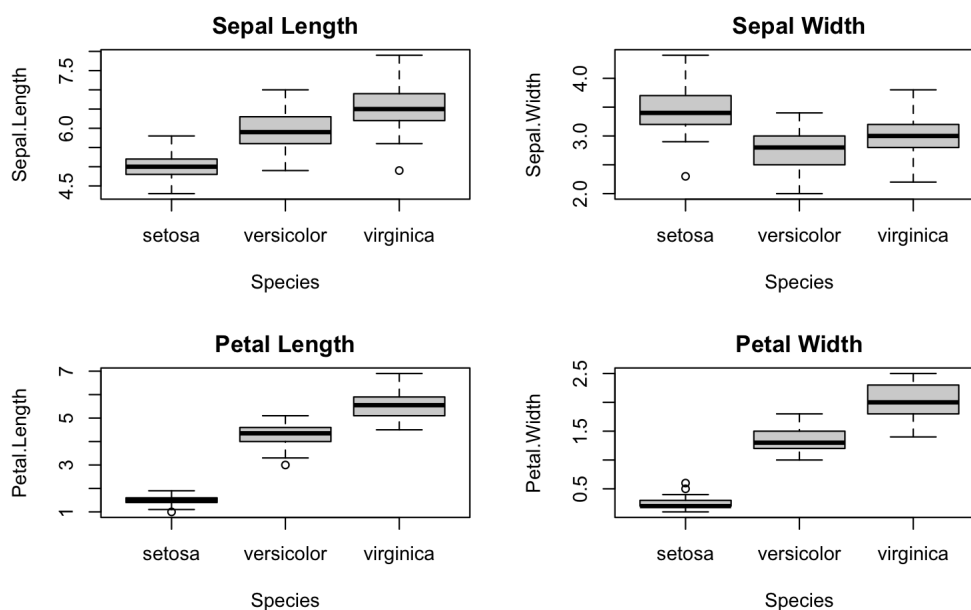 Sepal Length
Sepal.Length
7.5
6.0
4.5
setosa versicolor virginica
Species
Sepal Width
Sepal.Width
4.0
3.0
2.0
setosa versicolor virginica
Species
Petal Length
Petal.Length
7
5
3
1
setosa versicolor virginica
Species
Petal Width
Petal.Width
2.5
1.5
0.5
setosa versicolor virginica
Species